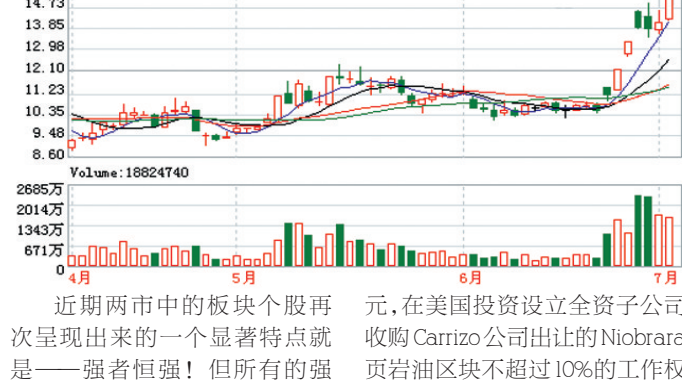 14.73
13.85
12.98
12.10
11.23
10.35
9.48
8.60
Volume:18824740
2685万
2014万
1343万
671万
0
4月 5月 6月 7月
近期两市中的板块个股再
次呈现出来的一个显著特点就
是——强者恒强！但所有的强
元,在美国投资设立全资子公司
收购Carrizo公司出让的Niobrara
页岩油区块不超过10%的工作权